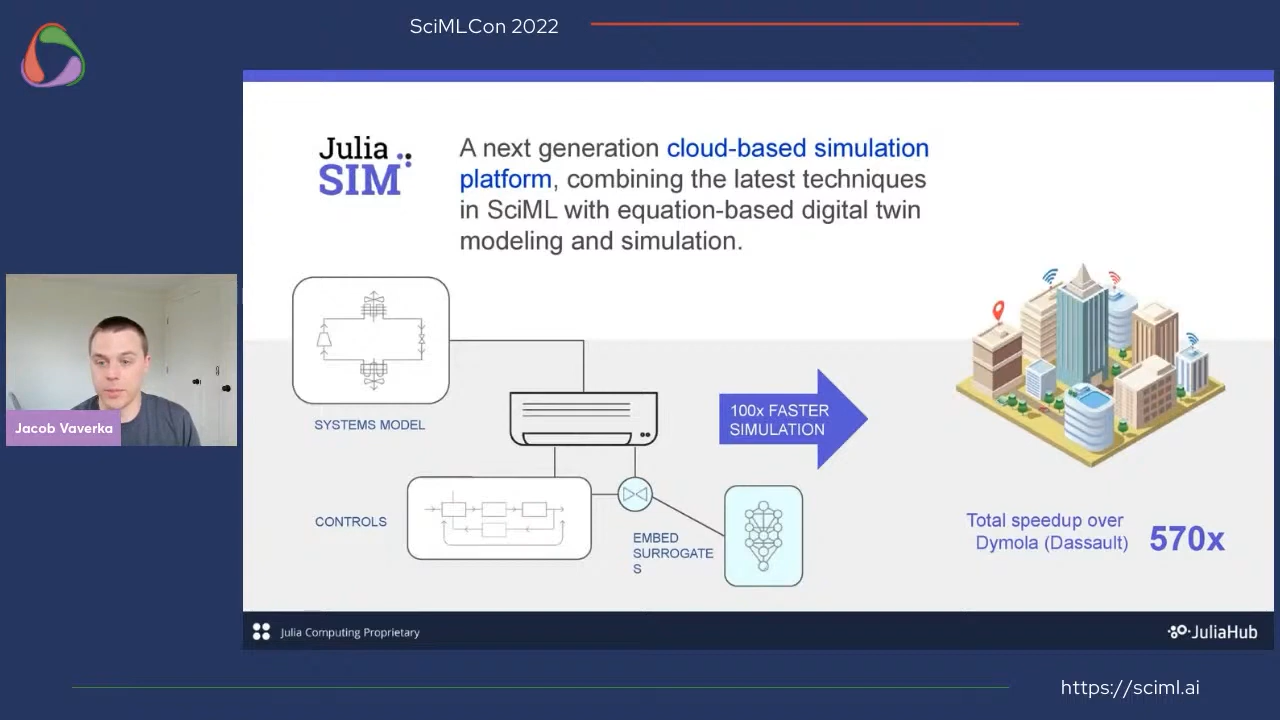 SciMLCon 2022
Julia
SIM
A next generation cloud-based simulation
platform, combining the latest techniques
in SciML with equation-based digital twin
modeling and simulation.
SYSTEMS MODEL
100x FASTER
SIMULATION
Jacob Vaverka
CONTROLS
EMBED
SURROGATE
S
Total speedup over
Dymola (Dassault)
570x
Julia Computing Proprietary
JuliaHub
https://sciml.ai